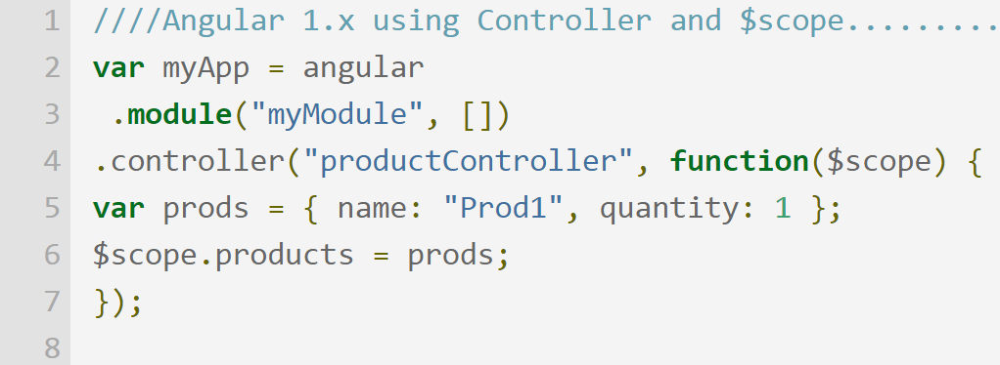 1 ////Angular 1.x using Controller and $scope.........
2 var myApp = angular
3 .module("myModule", [])
4 .controller("productController", function($scope) {
5 var prods = { name: "Prod1", quantity: 1 };
6 $scope.products = prods;
7 });
8